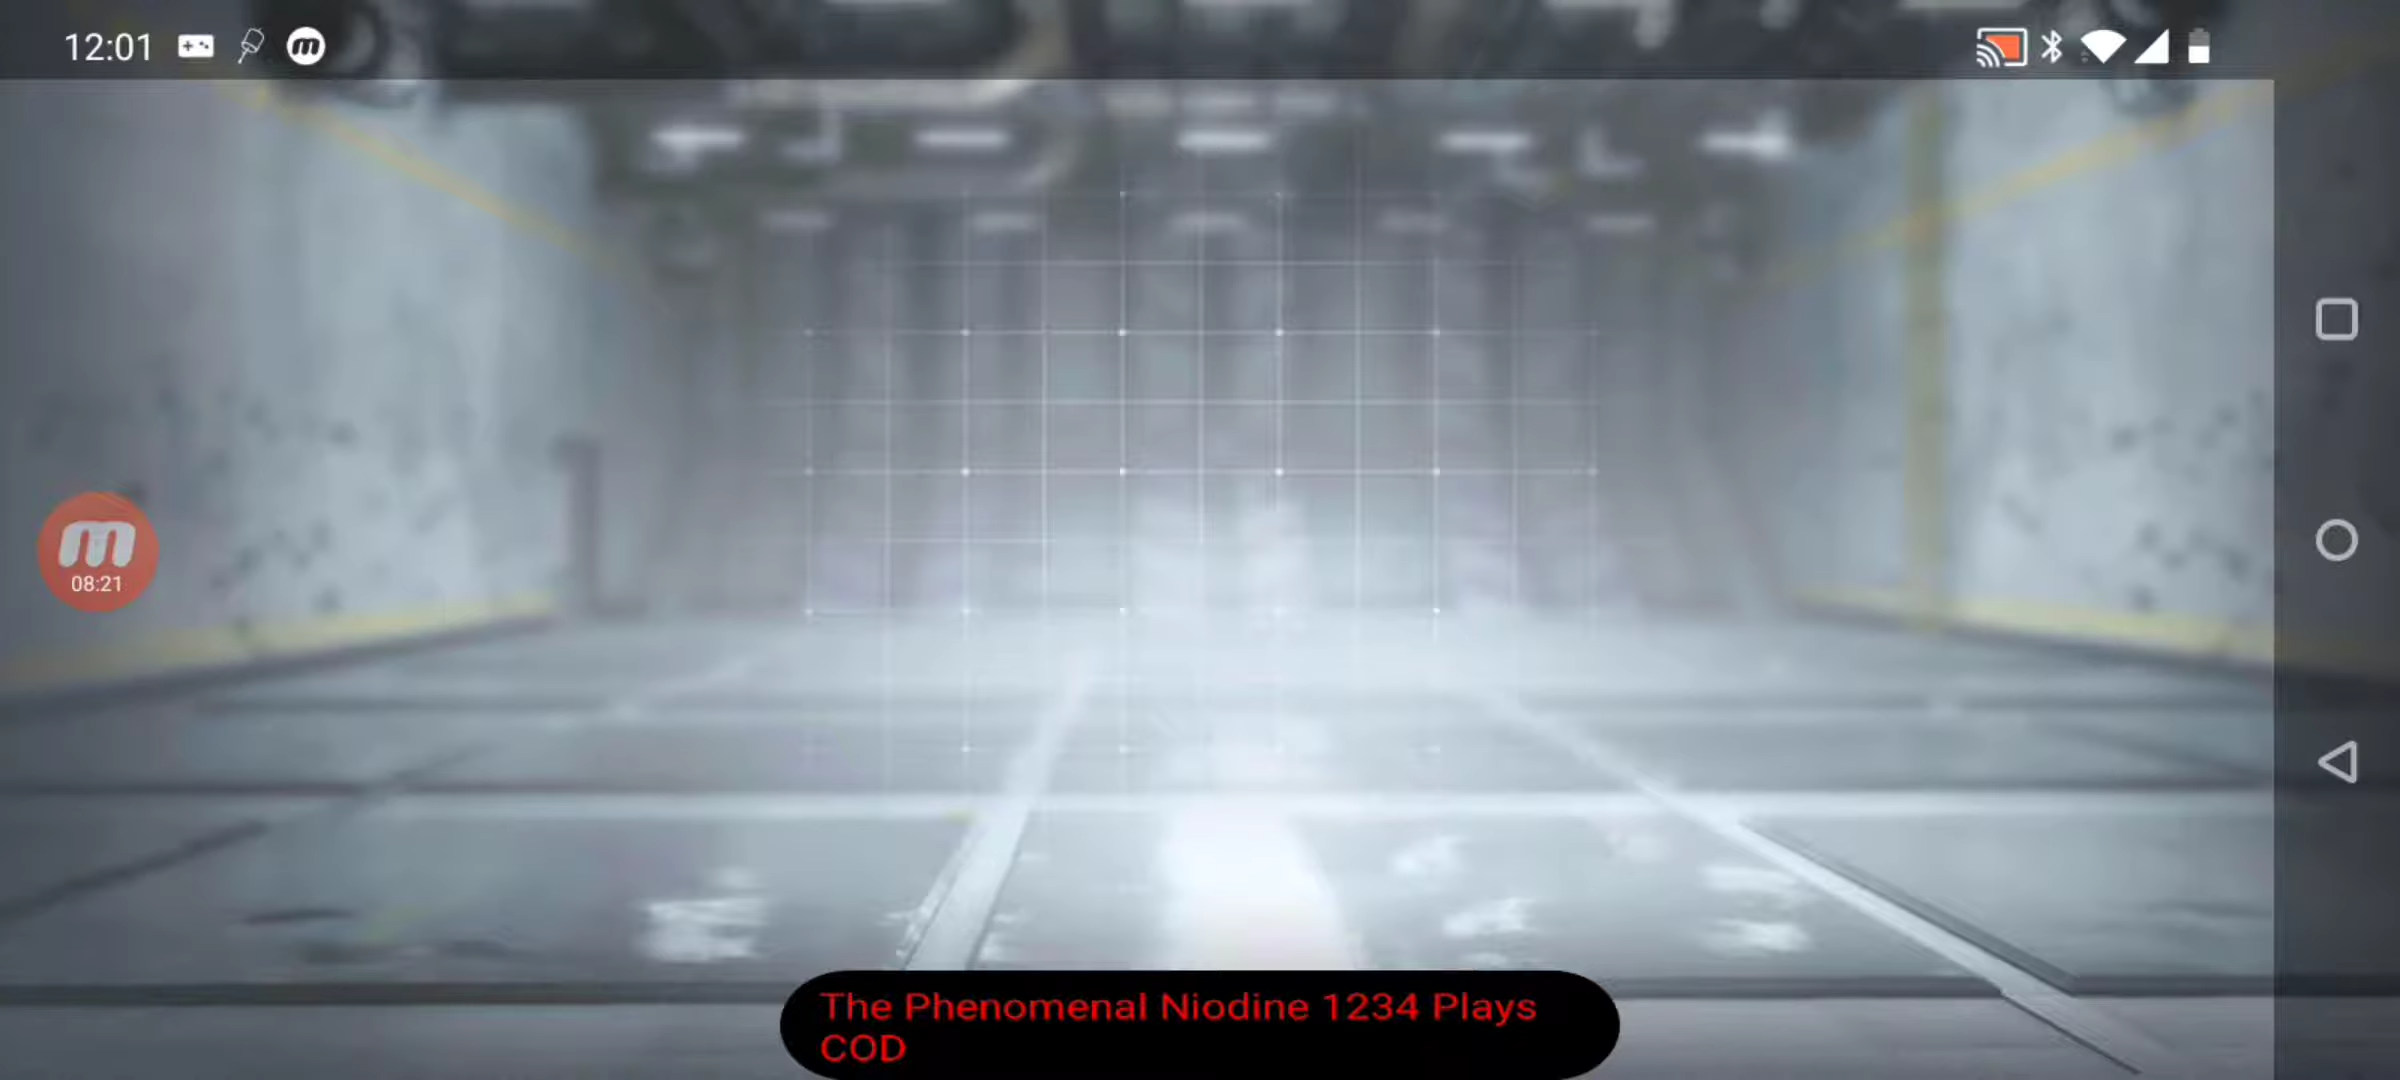 12:01
m
m
08:21
The Phenomenal Niodine 1234 Plays
COD